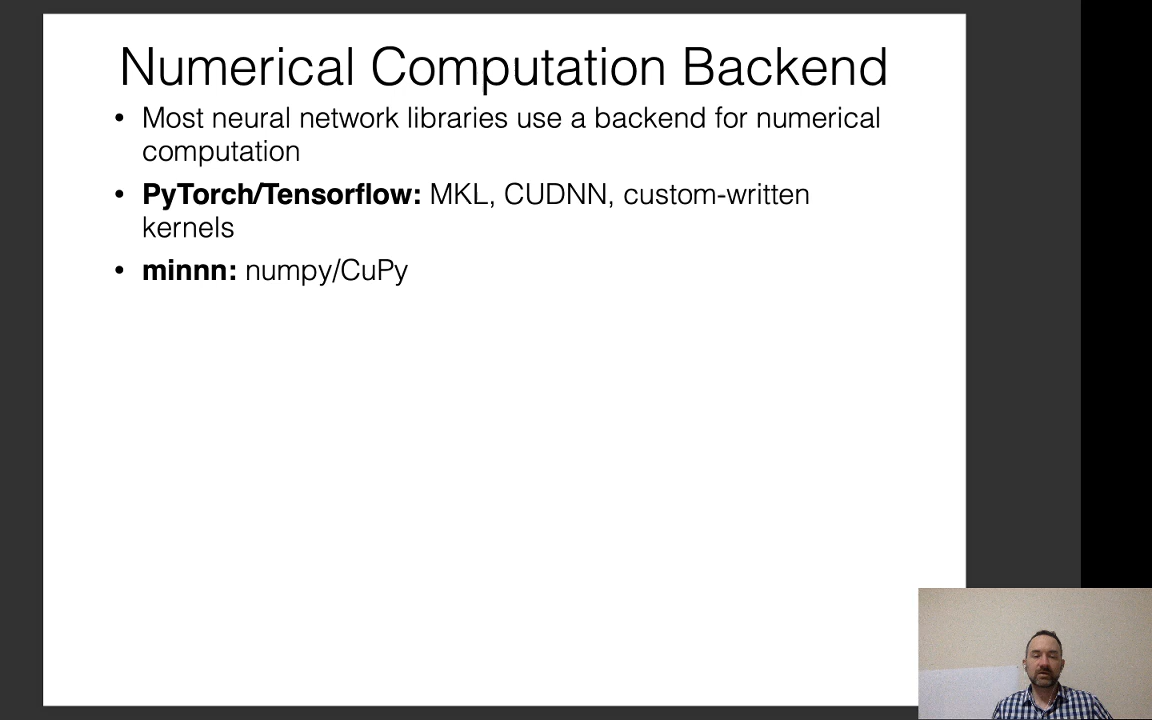 Numerical Computation Backend
• Most neural network libraries use a backend for numerical
computation
• PyTorch/Tensorflow: MKL, CUDNN, custom-written
kernels
• minnn: numpy/CuPy